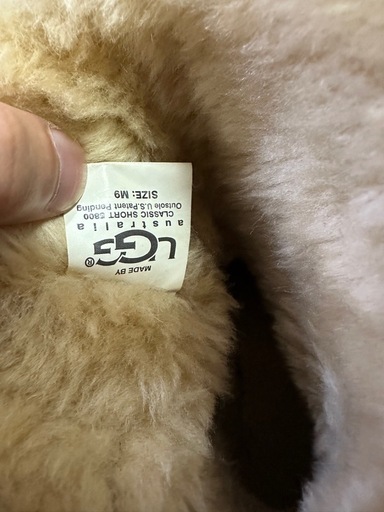 MADE BY
UGG®
australia
CLASSIC SHORT 5800
Outsole U.S.Patent Pending
SIZE: M9